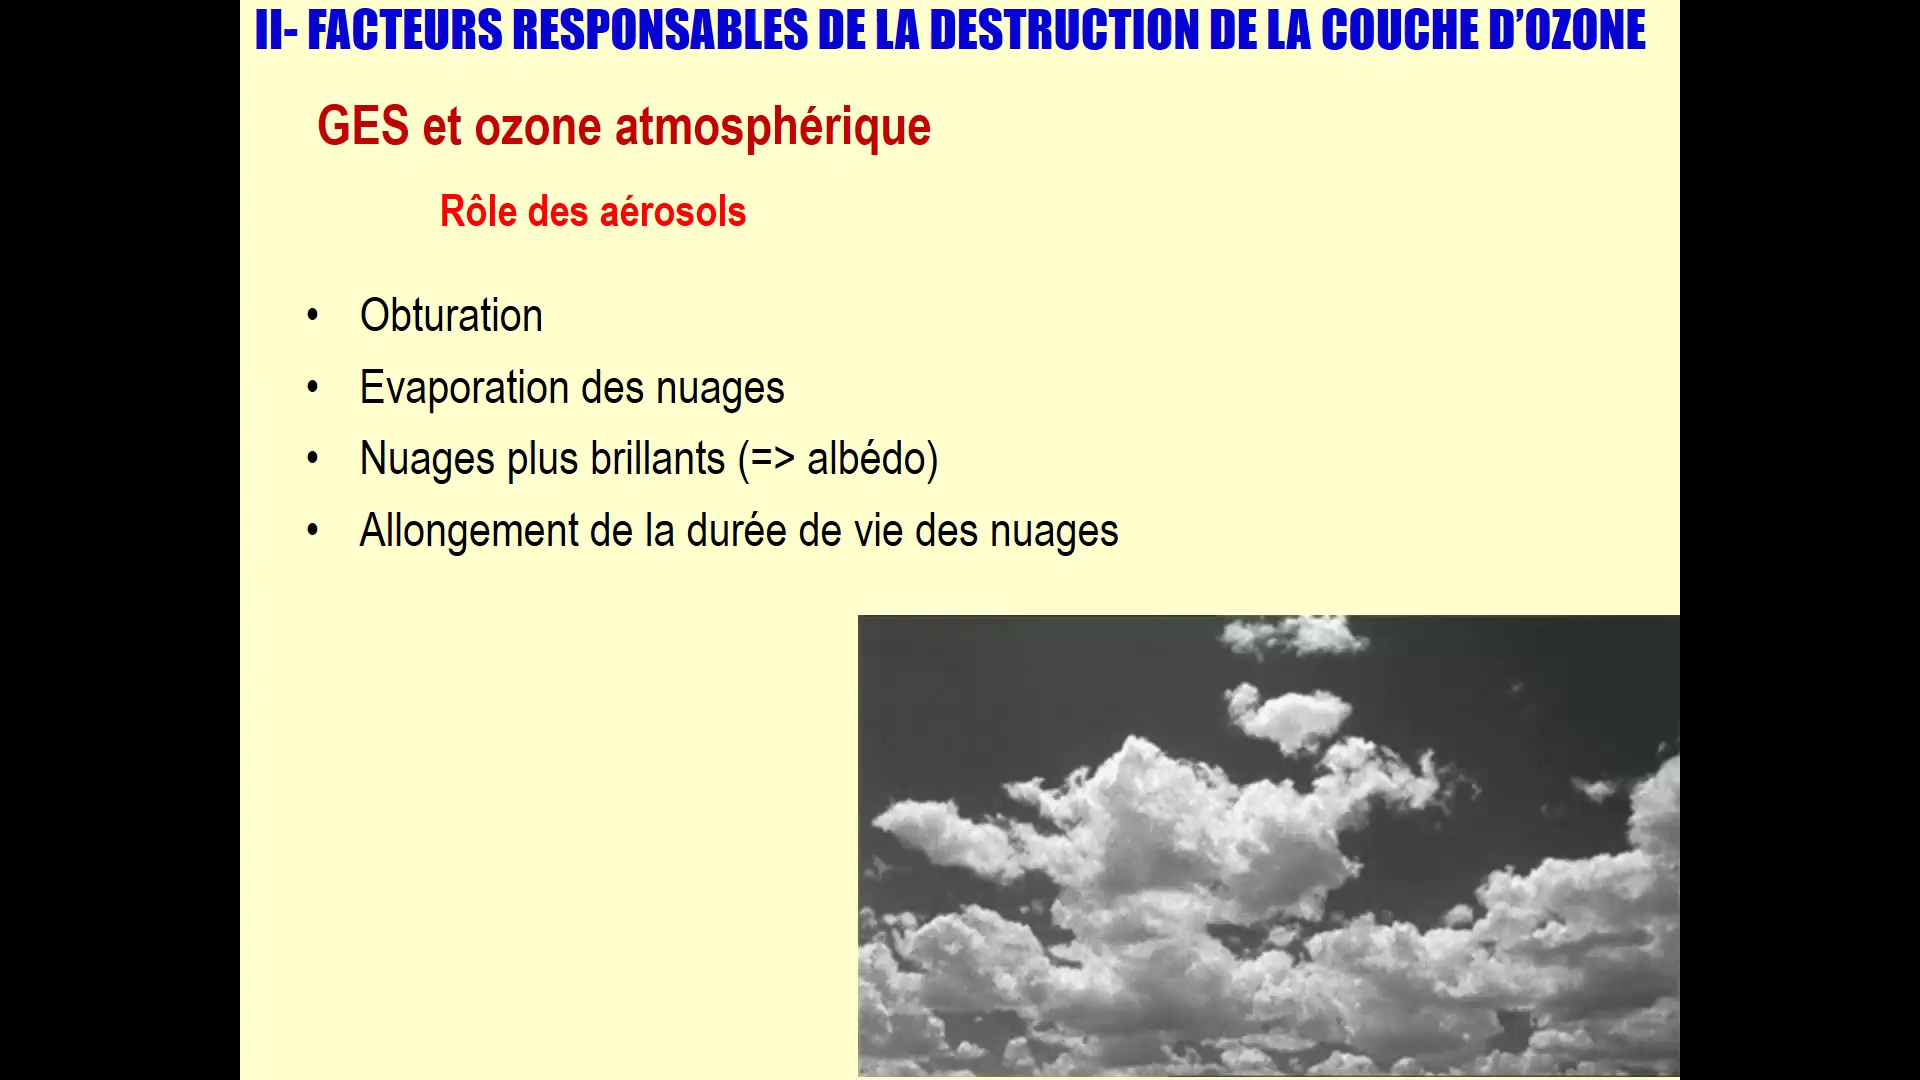 II- FACTEURS RESPONSABLES DE LA DESTRUCTION DE LA COUCHE D’OZONE
GES et ozone atmosphérique
Rôle des aérosols
• Obturation
• Evaporation des nuages
• Nuages plus brillants (=> albédo)
• Allongement de la durée de vie des nuages